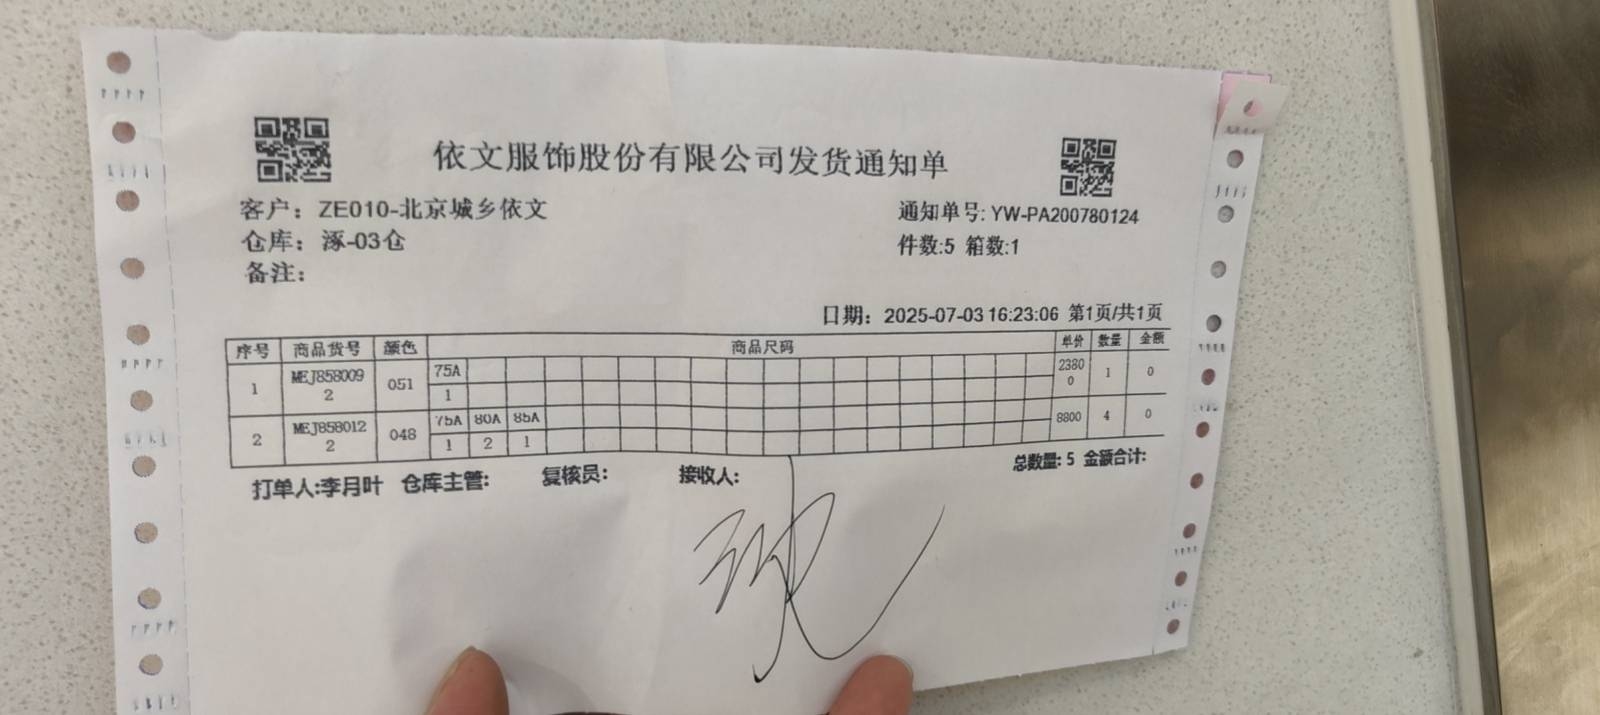 依文服饰股份有限公司发货通知单
客户：ZE010-北京城乡依文
通知单号: YW-PA200780124
仓库：涿-03仓
件数:5 箱数:1
备注：
日期：2025-07-03 16:23:06 第1页/共1页
序号 商品货号 颜色 商品尺码 单价 数量 金额
1 MEJ8580092 051 75A 23800 1 0
1
2 MEJ8580122 048 75A 80A 85A 8800 4 0
1 2 1
总数量: 5 金额合计:
打单人:李月叶 仓库主管: 复核员: 接收人: